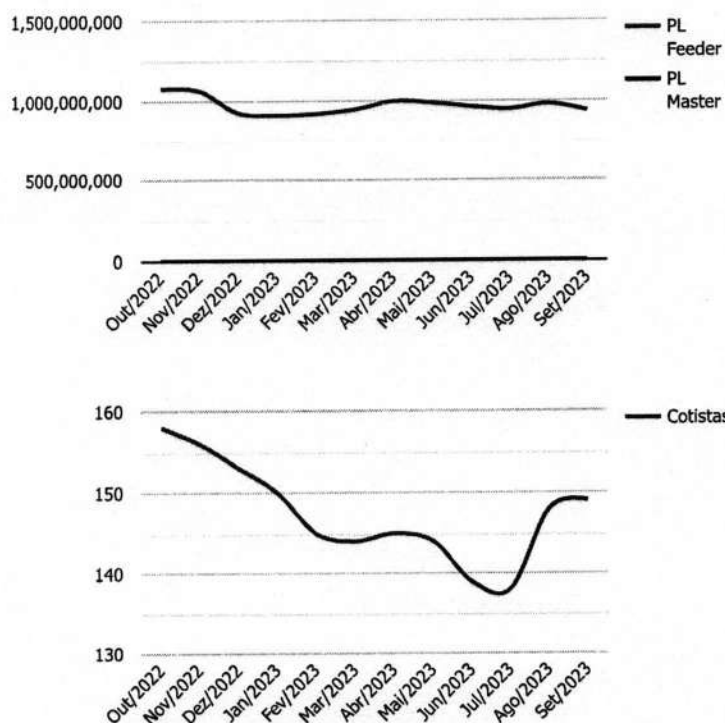 1,500,000,000
1,000,000,000
500,000,000
0
PL
Feeder
PL
Master
Out/2022
Nov/2022
Dez/2022
Jan/2023
Fev/2023
Mar/2023
Abr/2023
Mai/2023
Jun/2023
Jul/2023
Ago/2023
Set/2023
160
150
140
130
Cotistas
Out/2022
Nov/2022
Dez/2022
Jan/2023
Fev/2023
Mar/2023
Abr/2023
Mai/2023
Jun/2023
Jul/2023
Ago/2023
Set/2023